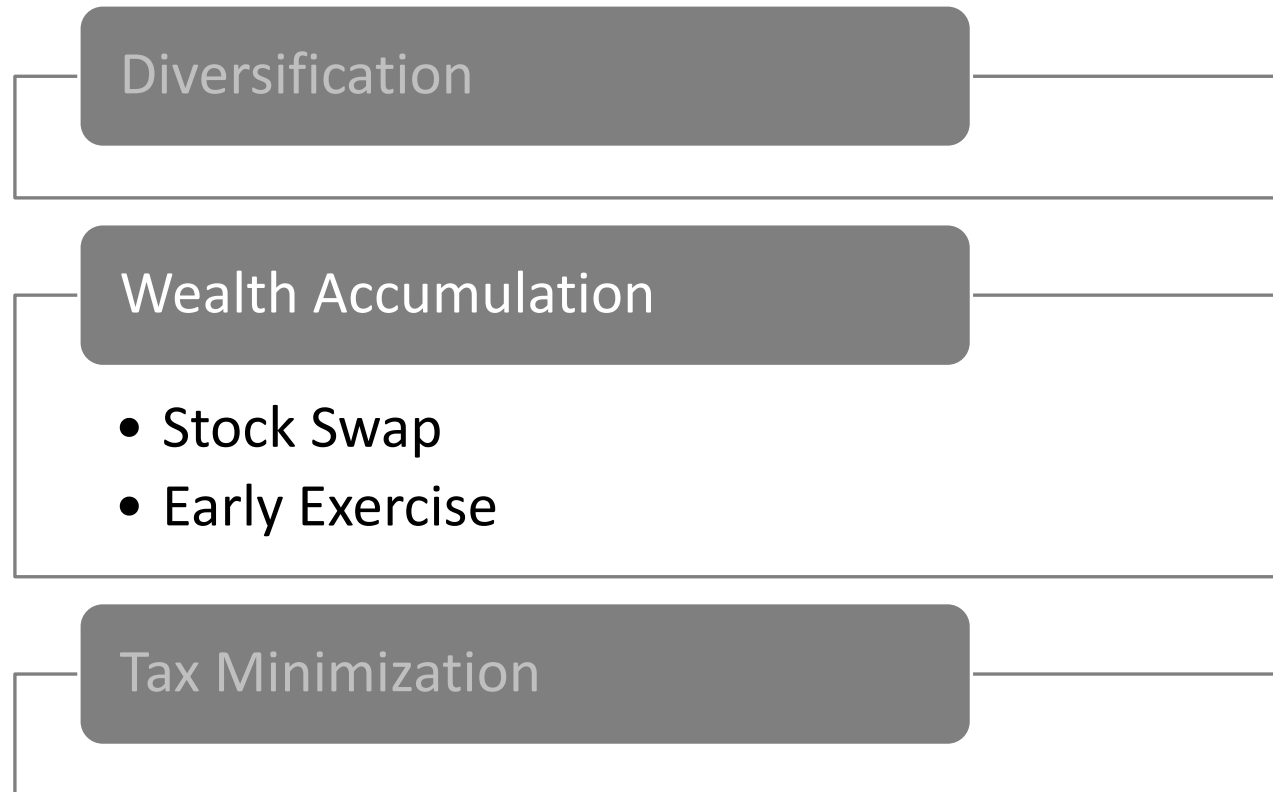 Diversification
Wealth Accumulation
• Stock Swap
• Early Exercise
Tax Minimization